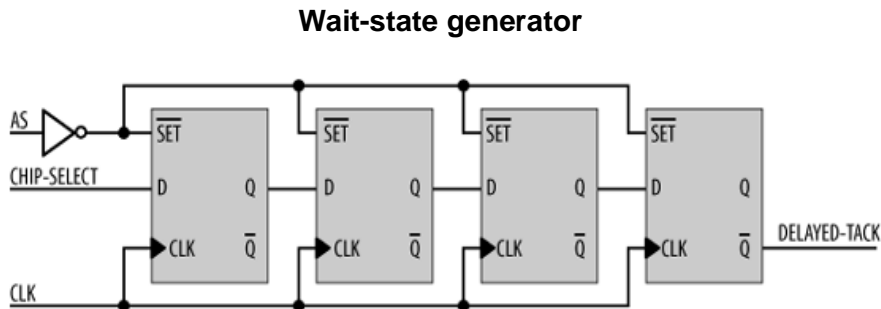 Wait-state generator
AS
SET SET SET SET
CHIP-SELECT
D Q D Q D Q D Q
DELAYED-TACK
CLK Q̅ CLK Q̅ CLK Q̅ CLK Q̅
CLK